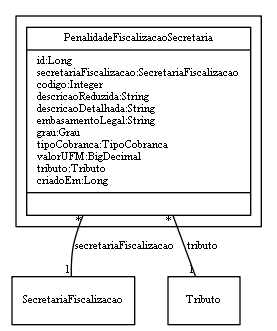 PenalidadeFiscalizacaoSecretaria
id:Long
secretariaFiscalizacao:SecretariaFiscalizacao
codigo:Integer
descricaoReduzida:String
descricaoDetalhada:String
embasamentoLegal:String
grau:Grau
tipoCobranca:TipoCobranca
valorUFM:BigDecimal
tributo:Tributo
criadoEm:Long
* *
secretariaFiscalizacao tributo
1 1
SecretariaFiscalizacao Tributo